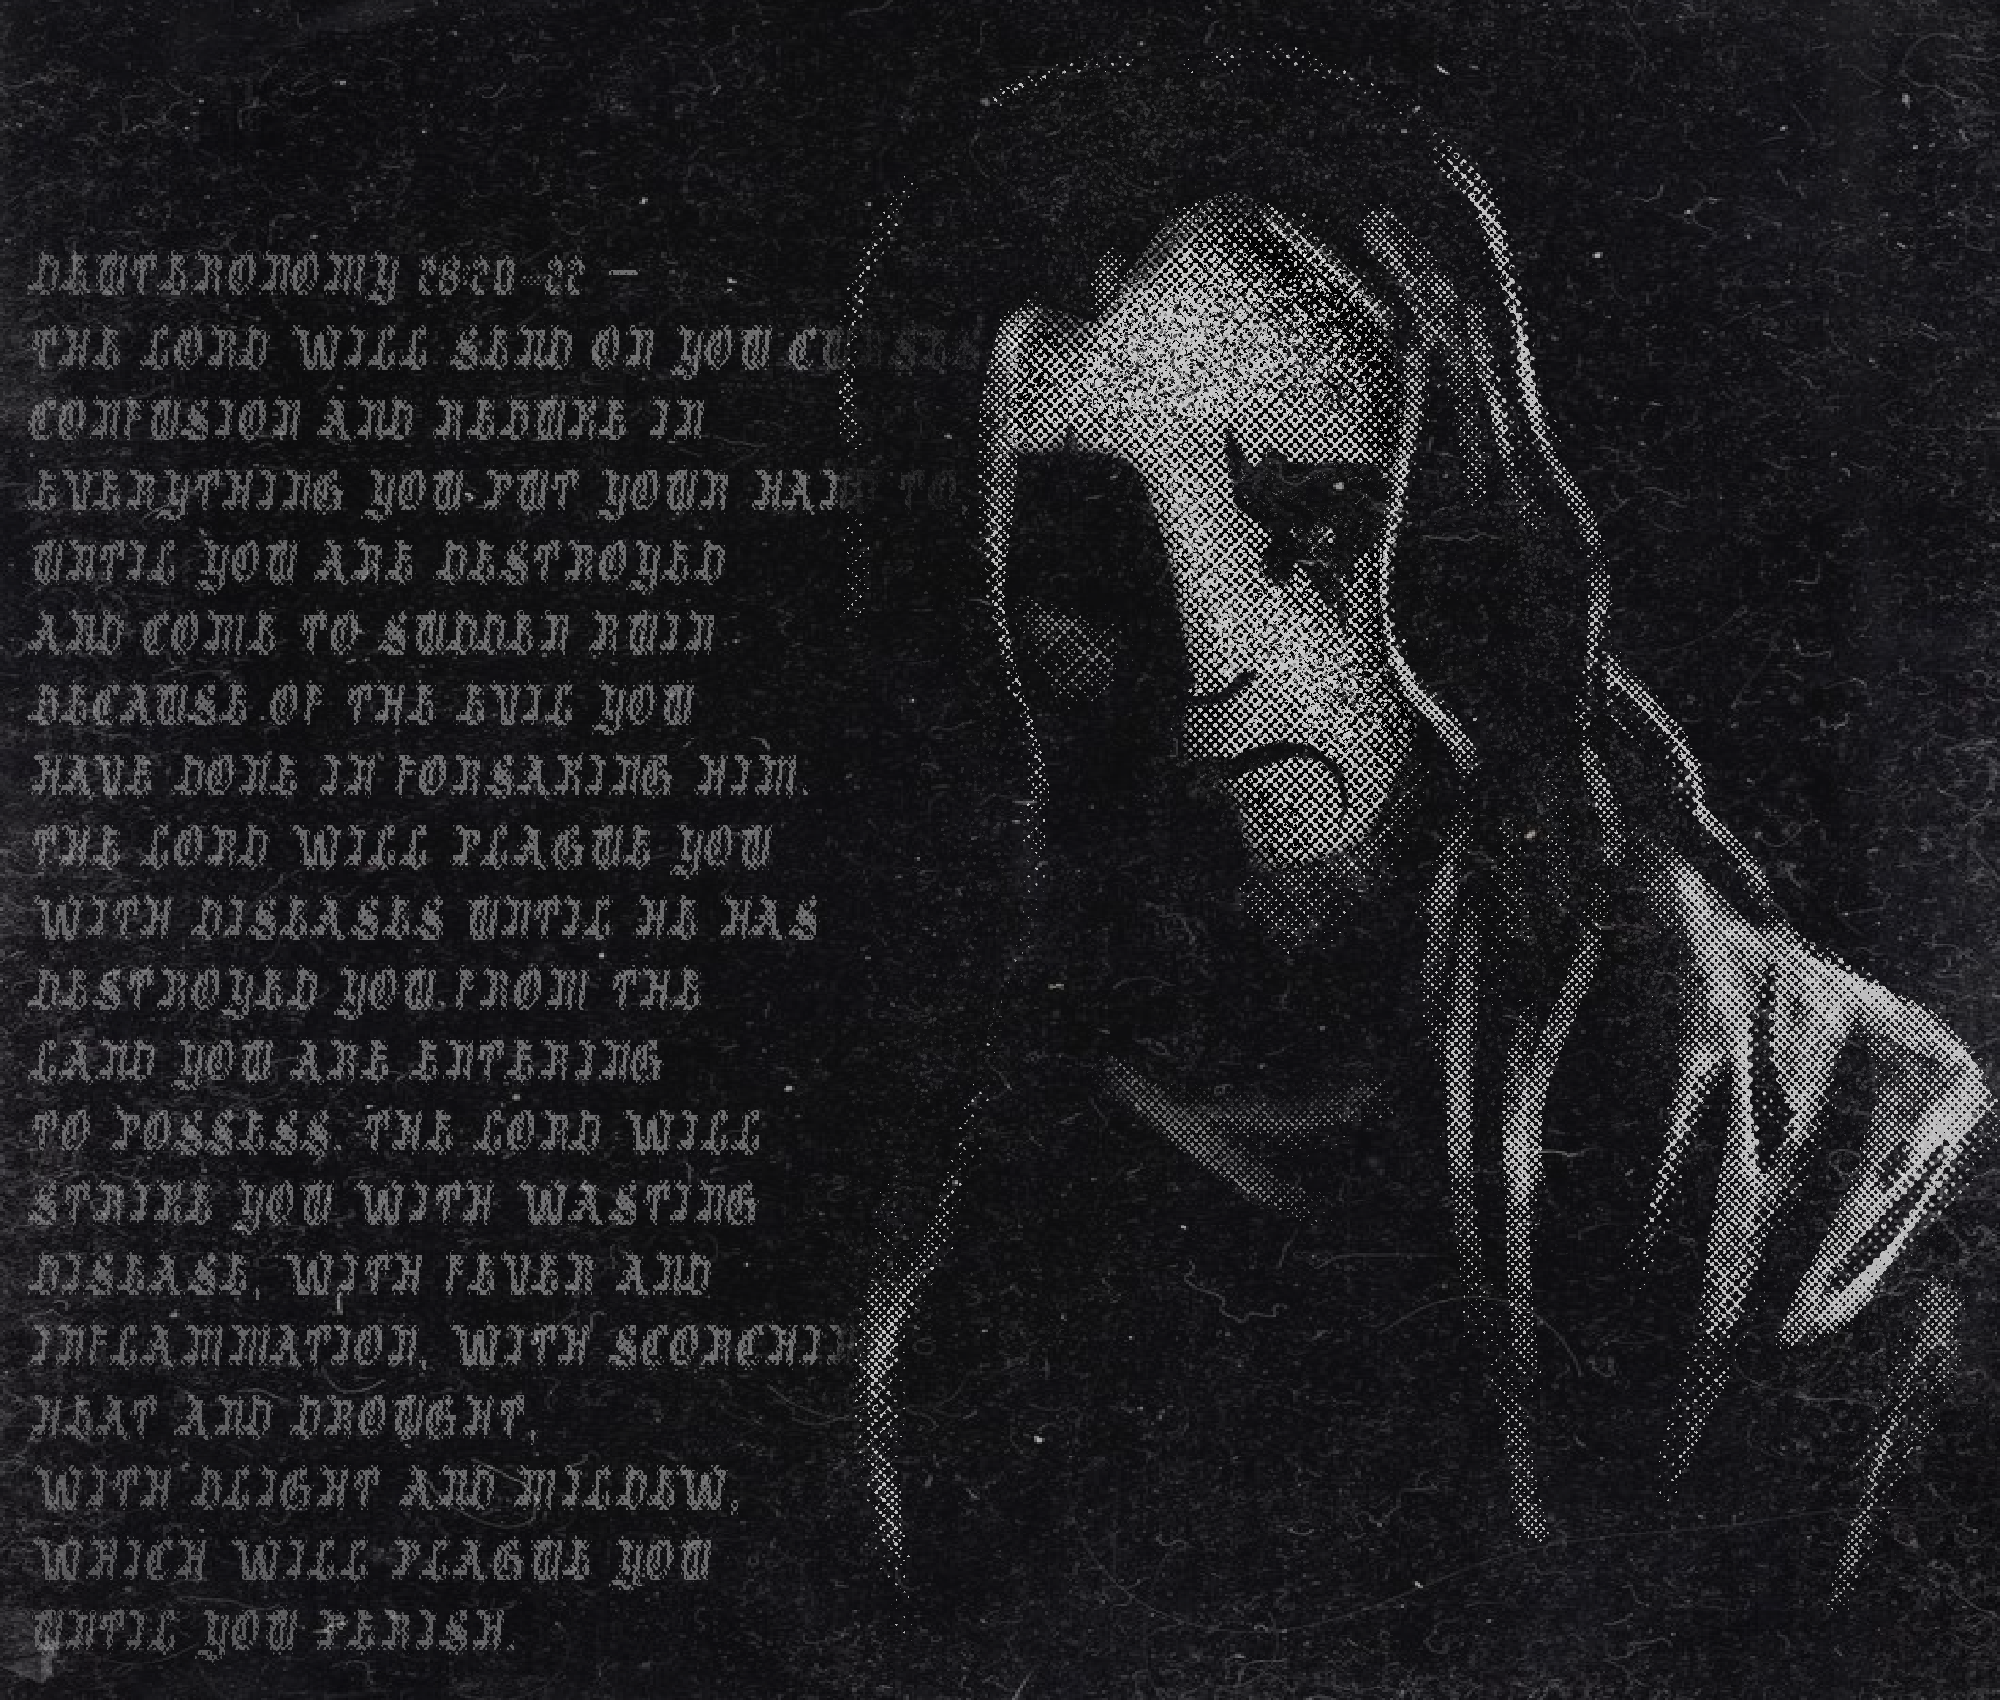 DEUTERONOMY 28:20-22 –
THE LORD WILL SEND ON YOU CURSES
CONFUSION AND REBUKE IN
EVERYTHING YOU PUT YOUR HAND TO
UNTIL YOU ARE DESTROYED
AND COME TO SUDDEN RUIN
BECAUSE OF THE EVIL YOU
HAVE DONE IN FORSAKING HIM.
THE LORD WILL PLAGUE YOU
WITH DISEASES UNTIL HE HAS
DESTROYED YOU FROM THE
LAND YOU ARE ENTERING
TO POSSESS. THE LORD WILL
STRIKE YOU WITH WASTING
DISEASE, WITH FEVER AND
INFLAMMATION, WITH
HEAT AND DROUGHT,
WITH BLIGHT AND MILDEW,
WHICH WILL PLAGUE YOU
UNTIL YOU PERISH.